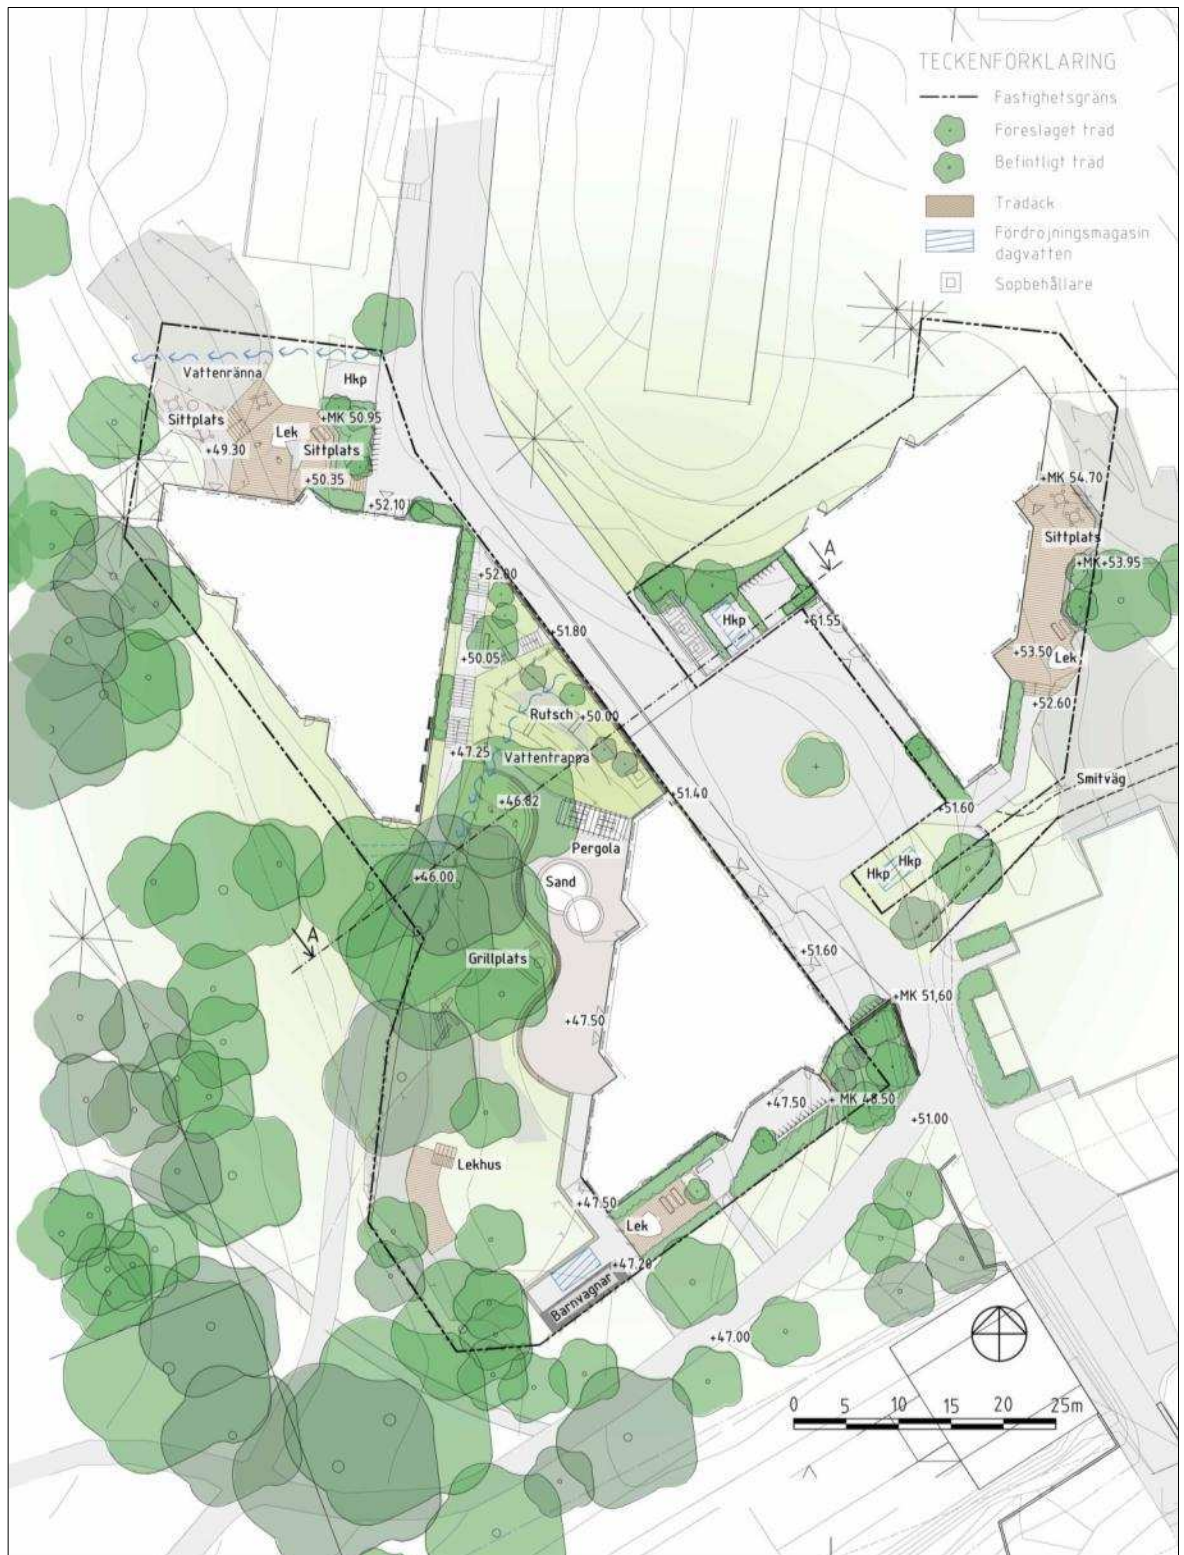 TECKENFÖRKLARING
Fastighetsgräns
Föreslaget träd
Befintligt träd
Trädäck
Fördröjningsmagasin
dagvatten
Sopbehållare
Vattenränna
Hkp
Sittplats
+MK 50.95
Lek
+49.30
Sittplats
+50.35
+52.10
+MK 54.70
Sittplats
+MK+53.95
A
+52.00
Hkp
+51.55
+51.80
+50.05
+53.50
Lek
+52.60
Rutsch
+50.00
+47.25
Vattentrappa
Smitväg
+46.82
+51.40
+51.60
Pergola
Hkp
Hkp
+46.00
Sand
A
Grillplats
+51.60
+MK 51,60
+47.50
+47.50
+ MK 48.50
+51.00
Lekhus
+47.50
Lek
+47.20
Barnvagnar
+47.00
0 5 10 15 20 25m